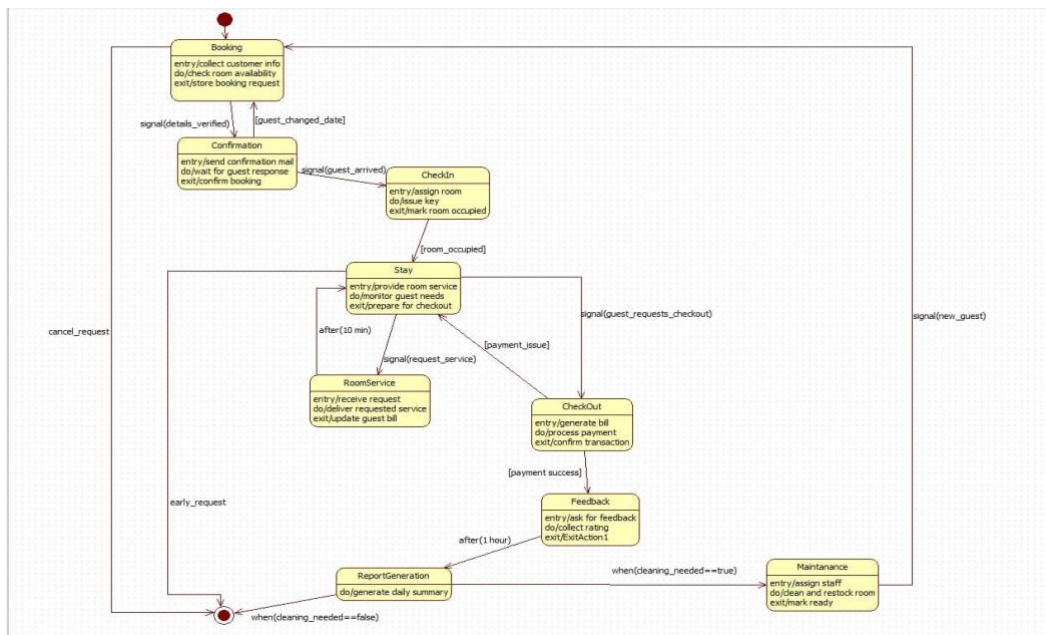 Booking
entry/collect customer info
do/check room availability
exit/store booking request
signal(details_verified)
[guest_changed_date]
Confirmation
entry/send confirmation mail
do/wait for guest response
exit/confirm booking
signal(guest_arrived)
CheckIn
entry/assign room
do/issue key
exit/mark room occupied
[room_occupied]
Stay
entry/provide room service
do/monitor guest needs
exit/prepare for checkout
cancel_request
after(10 min)
signal(request_service)
[payment_issue]
signal(guest_requests_checkout)
signal(new_guest)
RoomService
entry/receive request
do/deliver requested service
exit/update guest bill
CheckOut
entry/generate bill
do/process payment
exit/confirm transaction
[payment success]
early_request
Feedback
entry/ask for feedback
do/collect rating
exit/ExitAction1
after(1 hour)
ReportGeneration
do/generate daily summary
when(cleaning_needed==true)
Maintanance
entry/assign staff
do/clean and restock room
exit/mark ready
when(cleaning_needed==false)